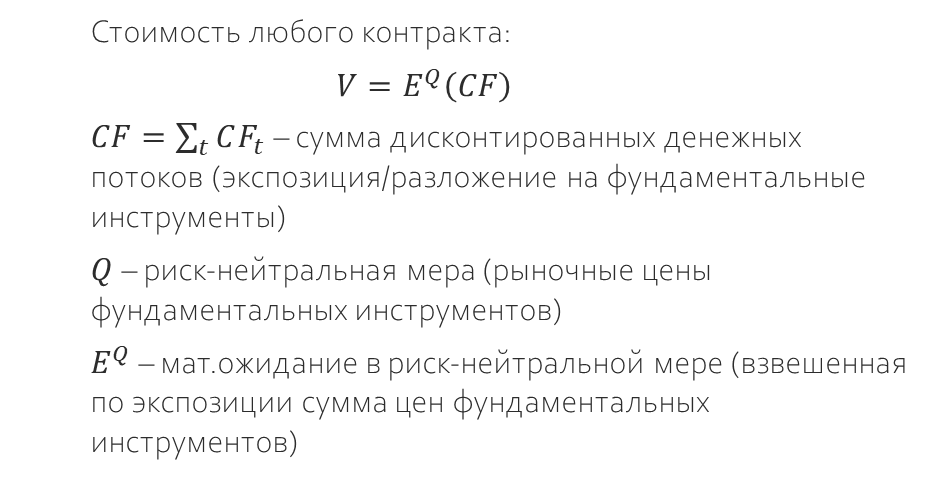 Стоимость любого контракта:
V = E^Q(CF)
CF = ∑_t CF_t – сумма дисконтированных денежных
потоков (экспозиция/разложение на фундаментальные
инструменты)
Q – риск-нейтральная мера (рыночные цены
фундаментальных инструментов)
E^Q – мат.ожидание в риск-нейтральной мере (взвешенная
по экспозиции сумма цен фундаментальных
инструментов)